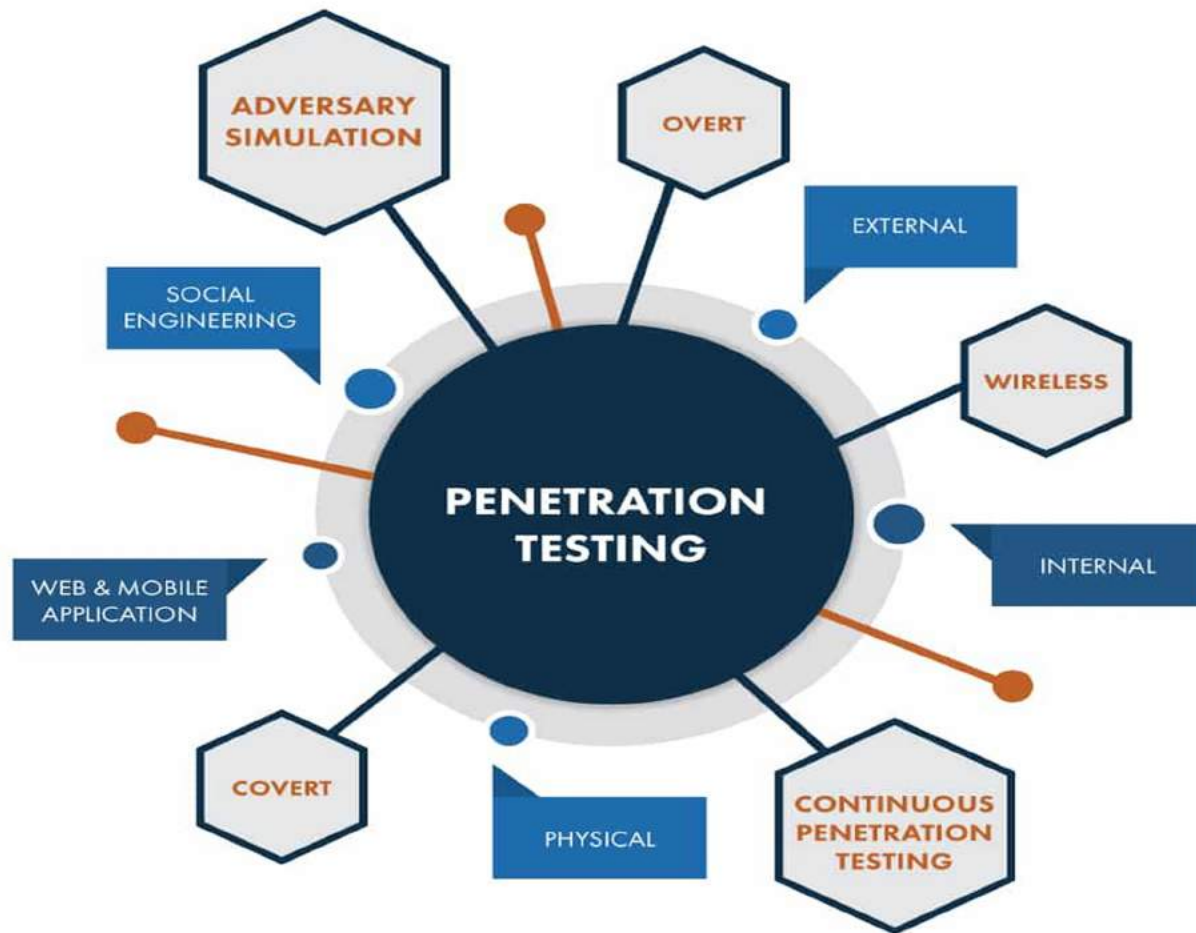 ADVERSARY
SIMULATION
OVERT
EXTERNAL
SOCIAL
ENGINEERING
WIRELESS
PENETRATION
TESTING
INTERNAL
WEB & MOBILE
APPLICATION
COVERT
PHYSICAL
CONTINUOUS
PENETRATION
TESTING